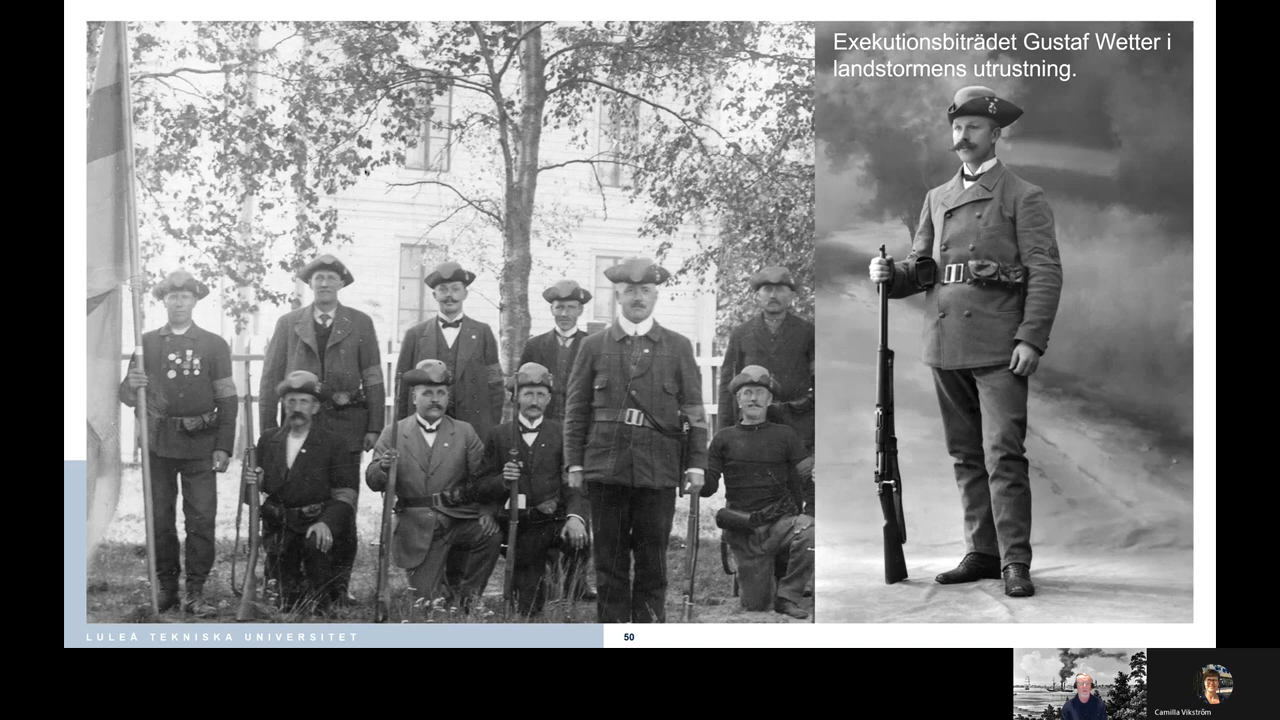 Exekutionsbiträdet Gustaf Wetter i
landstormens utrustning.
LULEÅ TEKNISKA UNIVERSITET
50
Camilla Vikström